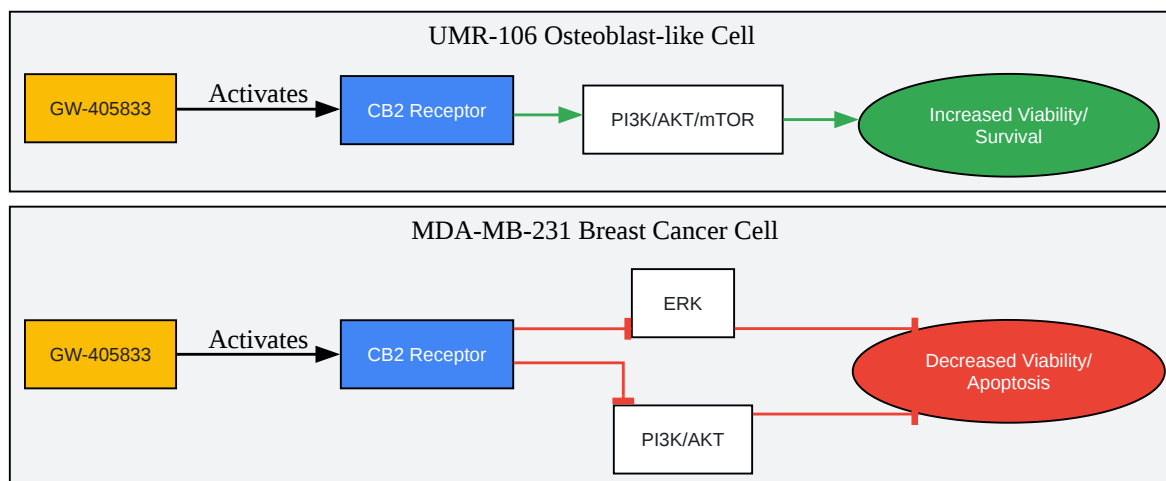 UMR-106 Osteoblast-like Cell
GW-405833
Activates
CB2 Receptor
PI3K/AKT/mTOR
Increased Viability/
Survival
MDA-MB-231 Breast Cancer Cell
ERK
GW-405833
Activates
CB2 Receptor
Decreased Viability/
Apoptosis
PI3K/AKT